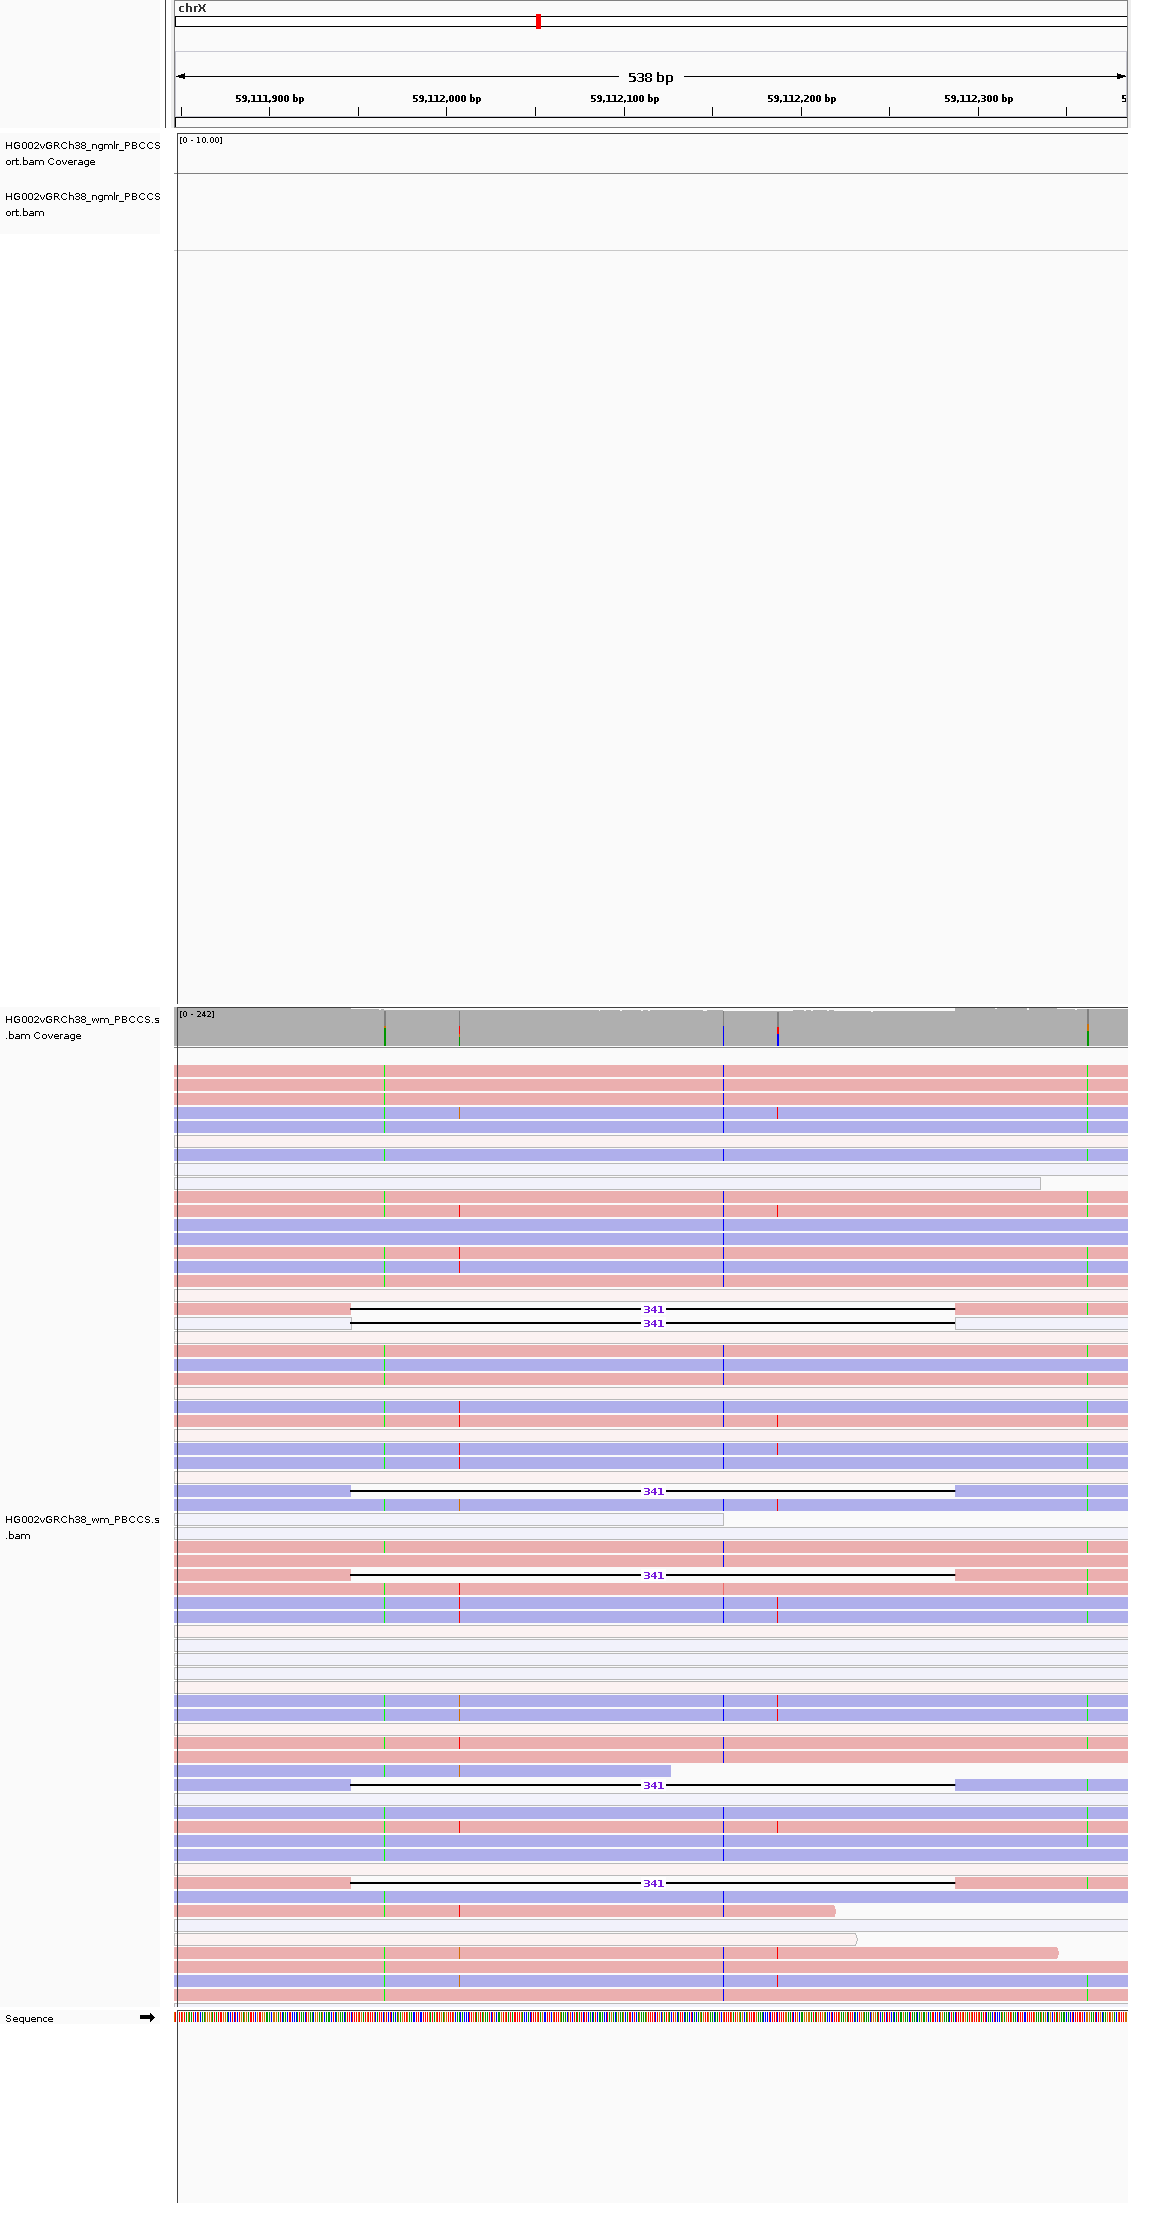 chrX
538 bp
59,111,900 bp 59,112,000 bp 59,112,100 bp 59,112,200 bp 59,112,300 bp 5
HG002vGRCh38_ngmlr_PBCCS
ort.bam Coverage
[0 - 10.00]
HG002vGRCh38_ngmlr_PBCCS
ort.bam
HG002vGRCh38_wm_PBCCS.s
.bam Coverage
[0 - 242]
341
341
341
HG002vGRCh38_wm_PBCCS.s
.bam
341
341
341
Sequence